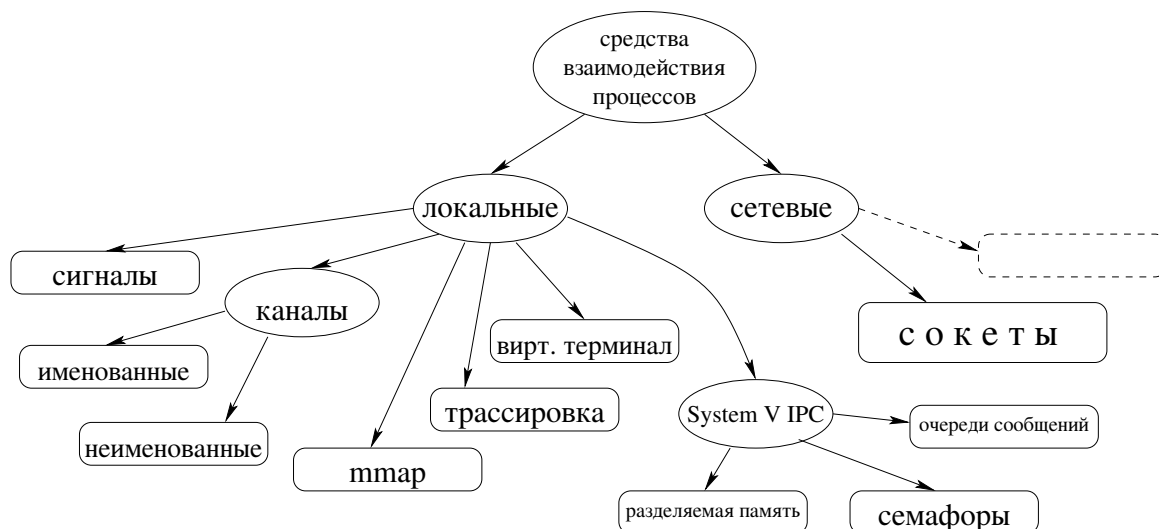 средства
взаимодействия
процессов
локальные
сетевые
сигналы
каналы
с о к е т ы
вирт. терминал
именованные
трассировка
System V IPC
очереди сообщений
неименованные
mmap
разделяемая память
семафоры